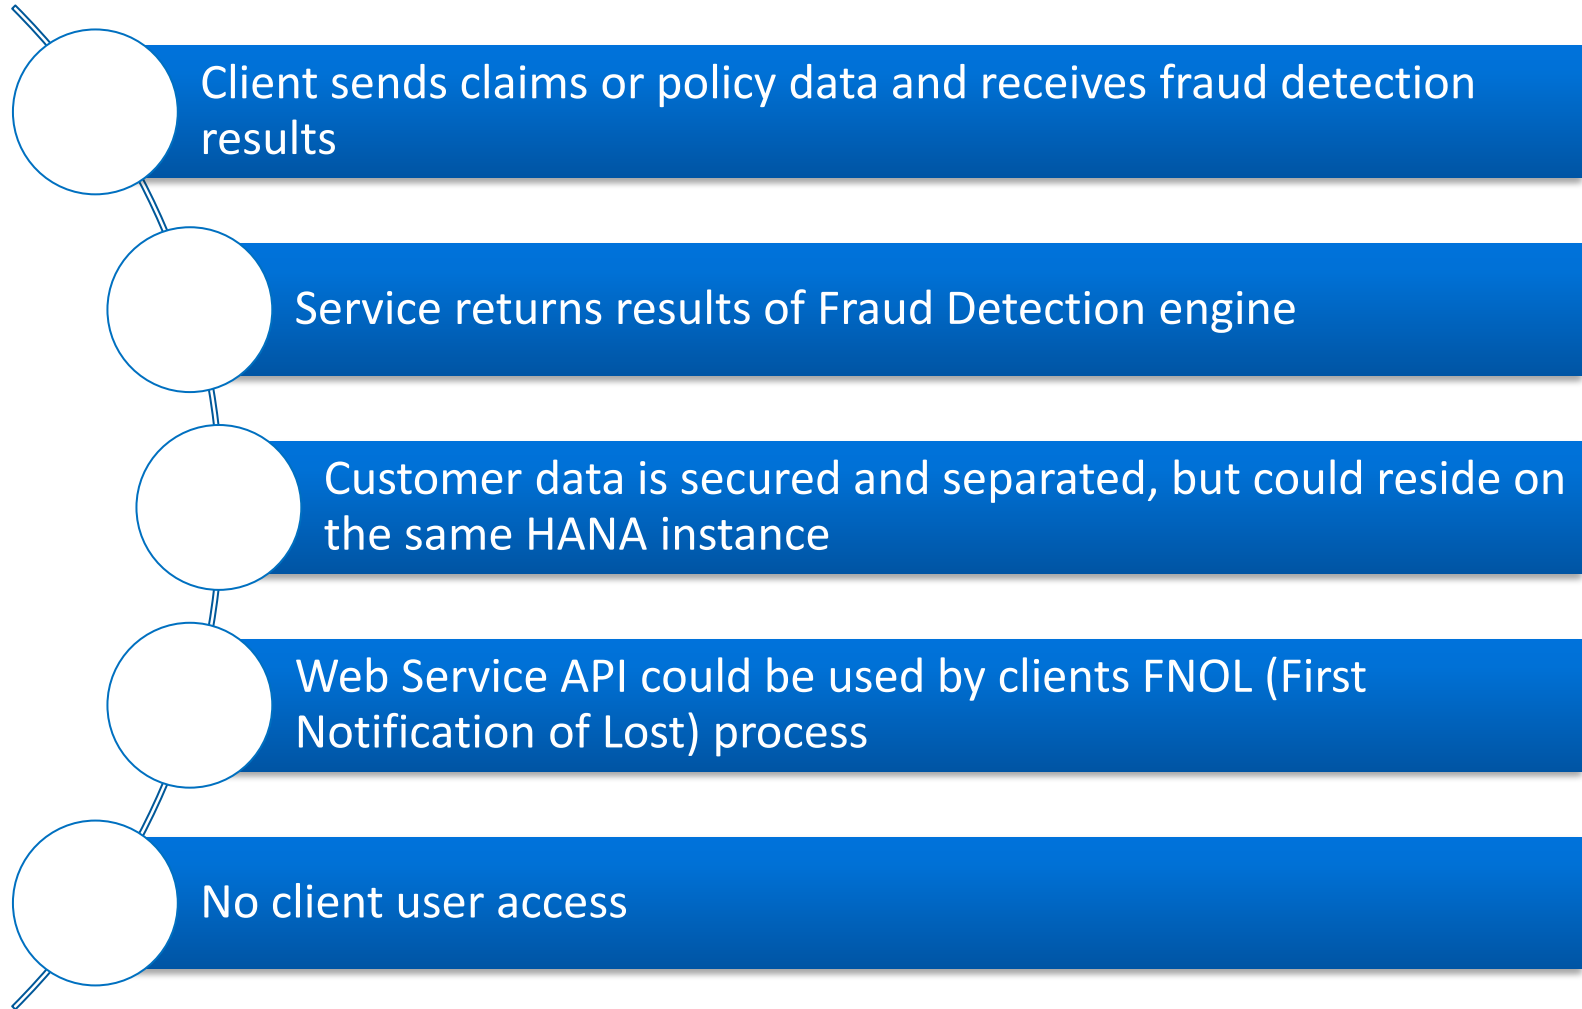 Client sends claims or policy data and receives fraud detection
results
Service returns results of Fraud Detection engine
Customer data is secured and separated, but could reside on
the same HANA instance
Web Service API could be used by clients FNOL (First
Notification of Lost) process
No client user access